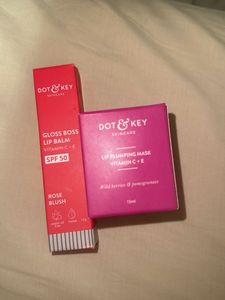 DOT & KEY
SKINCARE
GLOSS BOSS
LIP BALM
VITAMIN C + E
SPF 50
ROSE
BLUSH
DOT & KEY
SKINCARE
LIP PLUMPING MASK
VITAMIN C + E
Wild berries & pomegranate
15ml